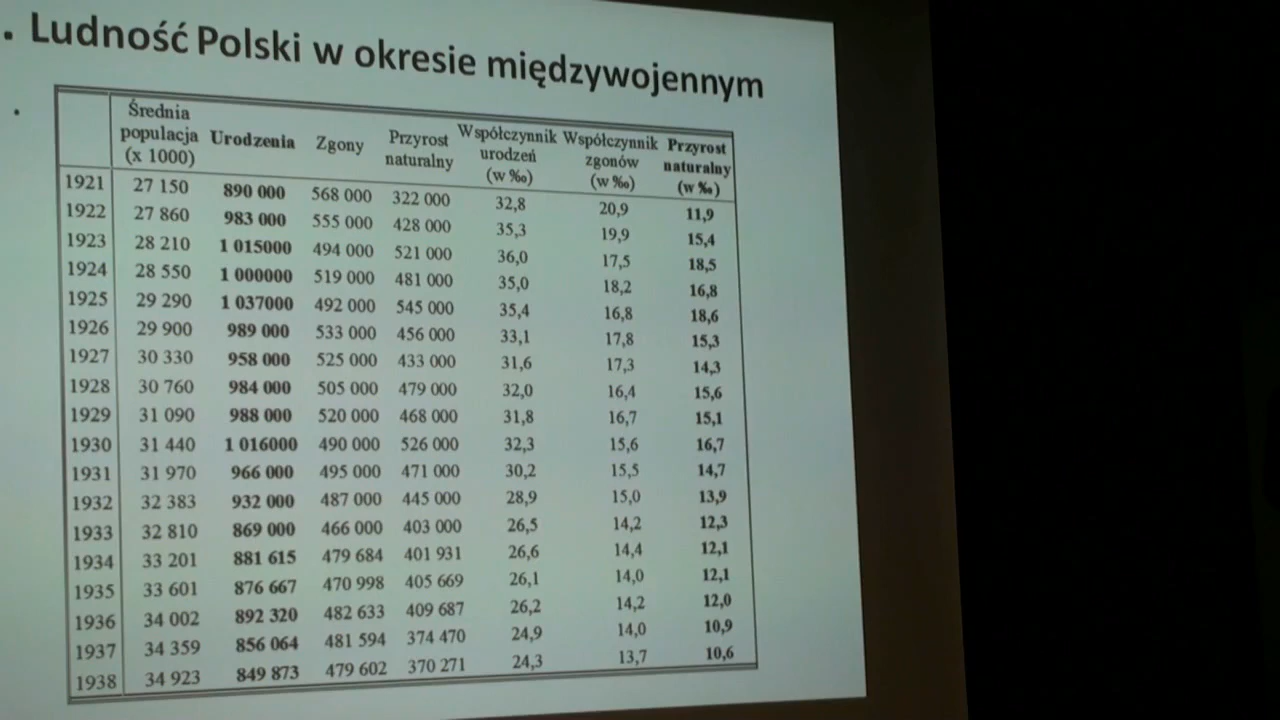 . Ludność Polski w okresie międzywojennym
.
Średnia populacja (x 1000) Urodzenia Zgony Przyrost naturalny Współczynnik urodzeń (w ‰) Współczynnik zgonów (w ‰) Przyrost naturalny (w ‰)
1921 27 150 890 000 568 000 322 000 32,8 20,9 11,9
1922 27 860 983 000 555 000 428 000 35,3 19,9 15,4
1923 28 210 1 015000 494 000 521 000 36,0 17,5 18,5
1924 28 550 1 000000 519 000 481 000 35,0 18,2 16,8
1925 29 290 1 037000 492 000 545 000 35,4 16,8 18,6
1926 29 900 989 000 533 000 456 000 33,1 17,8 15,3
1927 30 330 958 000 525 000 433 000 31,6 17,3 14,3
1928 30 760 984 000 505 000 479 000 32,0 16,4 15,6
1929 31 090 988 000 520 000 468 000 31,8 16,7 15,1
1930 31 440 1 016000 490 000 526 000 32,3 15,6 16,7
1931 31 970 966 000 495 000 471 000 30,2 15,5 14,7
1932 32 383 932 000 487 000 445 000 28,9 15,0 13,9
1933 32 810 869 000 466 000 403 000 26,5 14,2 12,3
1934 33 201 881 615 479 684 401 931 26,6 14,4 12,1
1935 33 601 876 667 470 998 405 669 26,1 14,0 12,1
1936 34 002 892 320 482 633 409 687 26,2 14,2 12,0
1937 34 359 856 064 481 594 374 470 24,9 14,0 10,9
1938 34 923 849 873 479 602 370 271 24,3 13,7 10,6